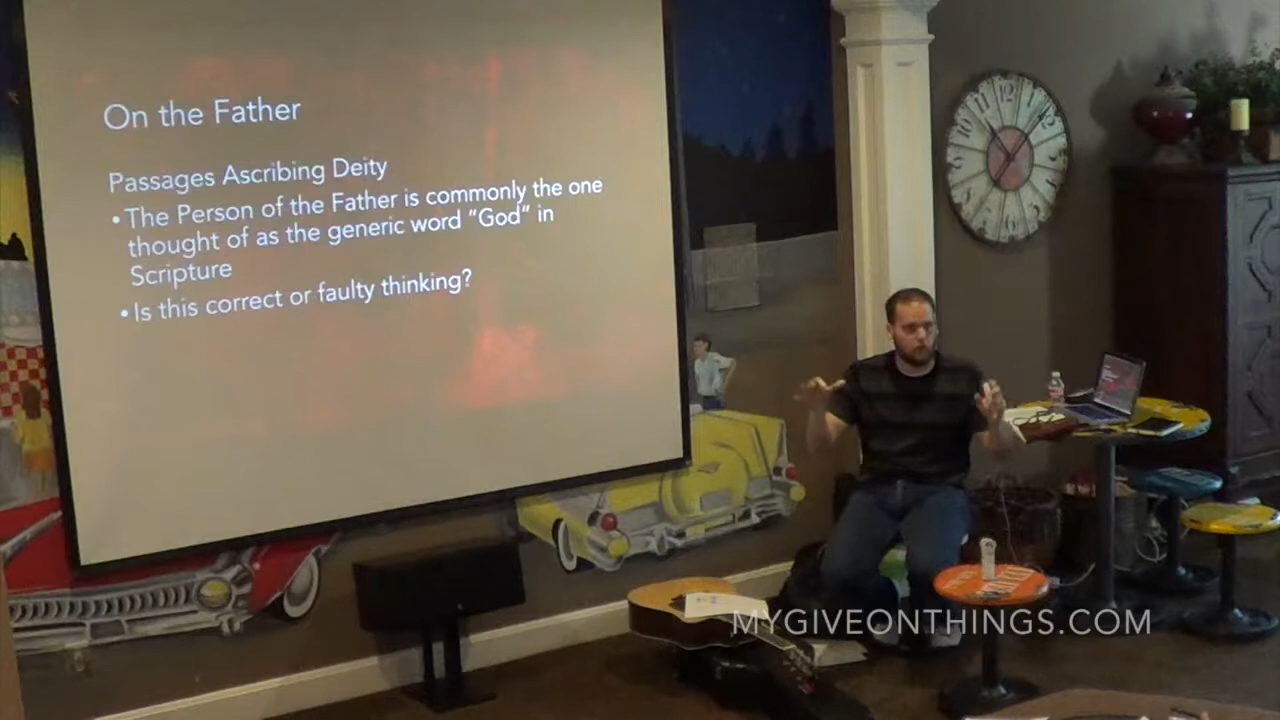 On the Father
Passages Ascribing Deity
• The Person of the Father is commonly the one
thought of as the generic word “God” in
Scripture
• Is this correct or faulty thinking?
MYGIVEONTHINGS.COM